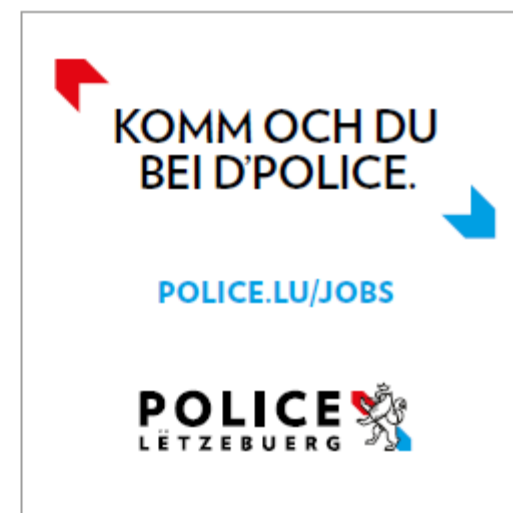 KOMM OCH DU
BEI D'POLICE.
POLICE.LU/JOBS
POLICE
LËTZEBUERG